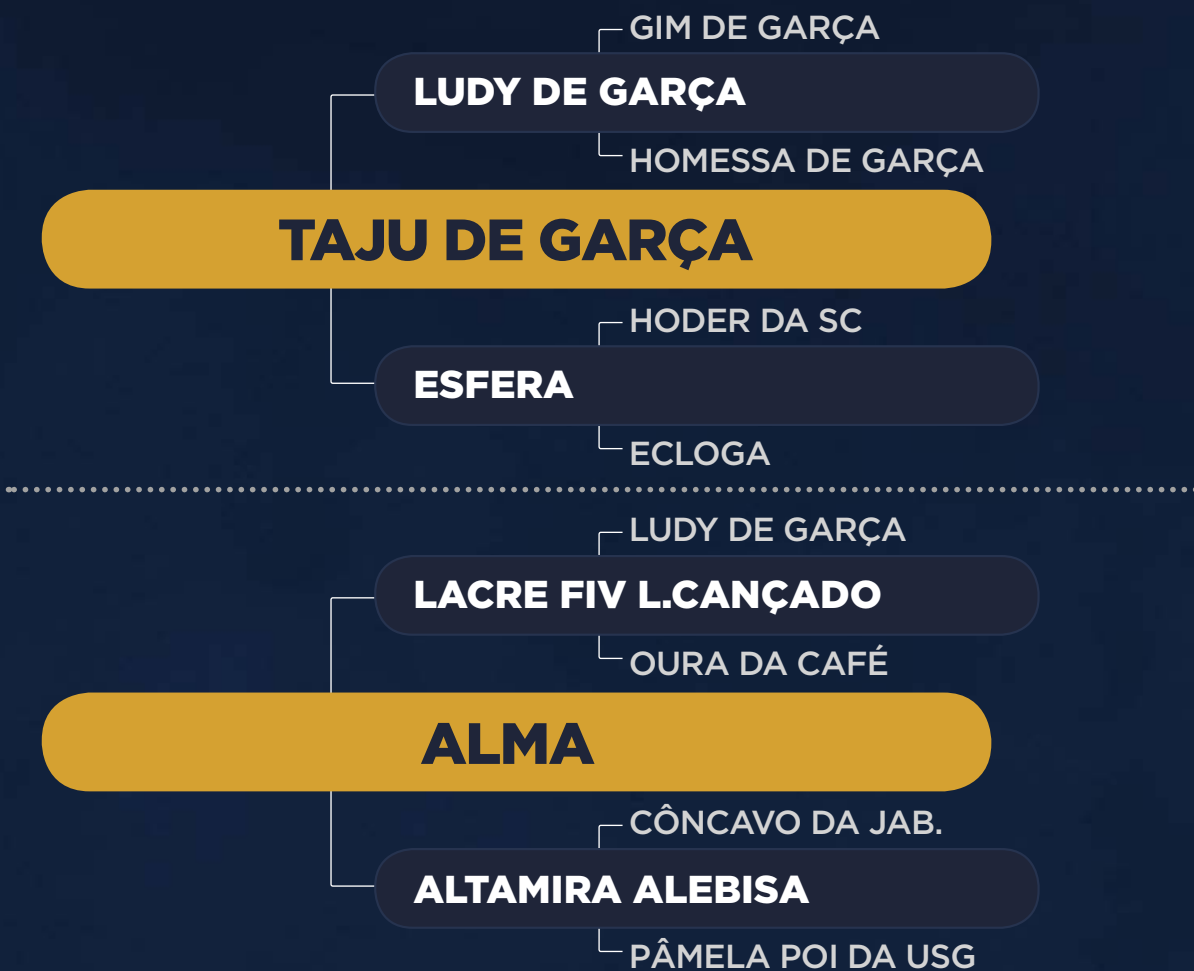 GIM DE GARÇA
LUDY DE GARÇA
HOMESSA DE GARÇA
TAJU DE GARÇA
HODER DA SC
ESFERA
ECLOGA
LUDY DE GARÇA
LACRE FIV L.CANÇADO
OURA DA CAFÉ
ALMA
CÔNCAVO DA JAB.
ALTAMIRA ALEBISA
PÂMELA POI DA USG